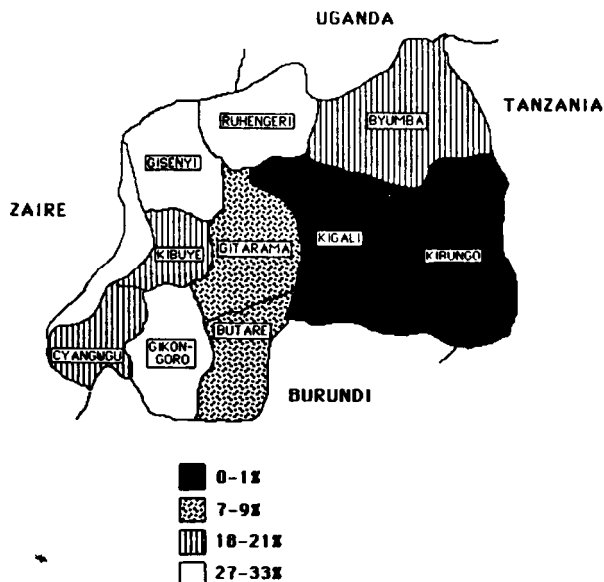 UGANDA
TANZANIA
RUHENGERI
BYUMBA
GISENYI
ZAIRE
KIGALI
KIBUYE
GITARAMA
KIBUNGO
BUTARE
GIKON-
GORO
CYANGUGU
BURUNDI
0-1%
7-9%
18-21%
27-33%